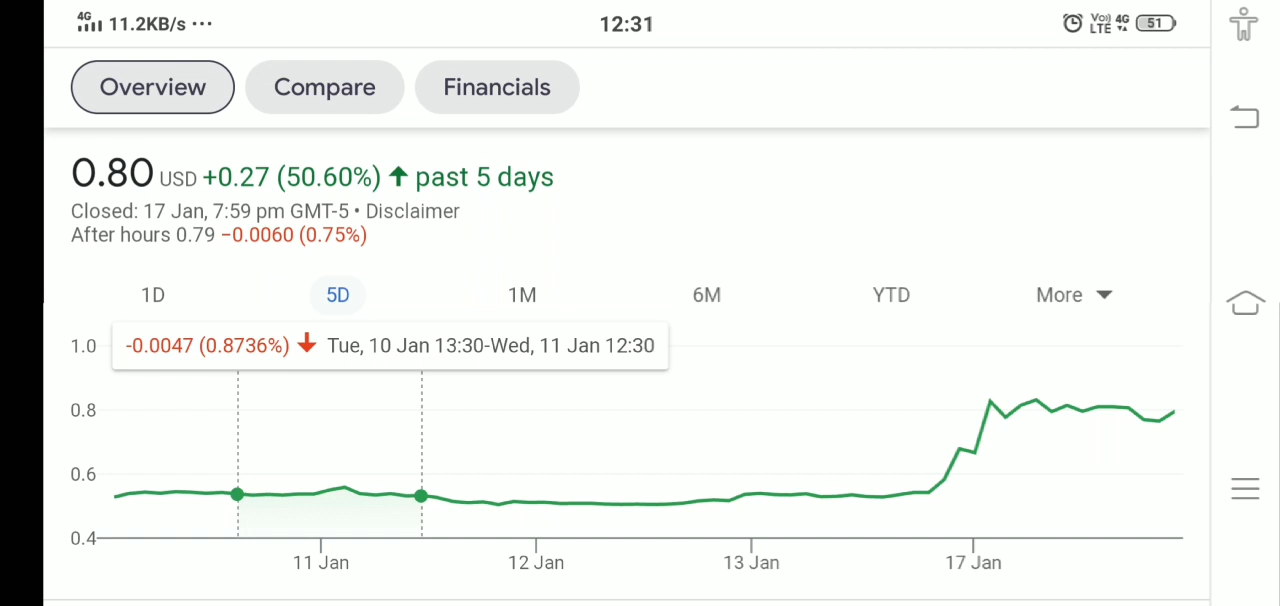 4G 11.2KB/s ··· 12:31 Vo)) LTE 4G 51
Overview Compare Financials
0.80 USD +0.27 (50.60%) ↑ past 5 days
Closed: 17 Jan, 7:59 pm GMT-5 • Disclaimer
After hours 0.79 −0.0060 (0.75%)
1D 5D 1M 6M YTD More
-0.0047 (0.8736%) ↓ Tue, 10 Jan 13:30-Wed, 11 Jan 12:30
1.0
0.8
0.6
0.4
11 Jan 12 Jan 13 Jan 17 Jan